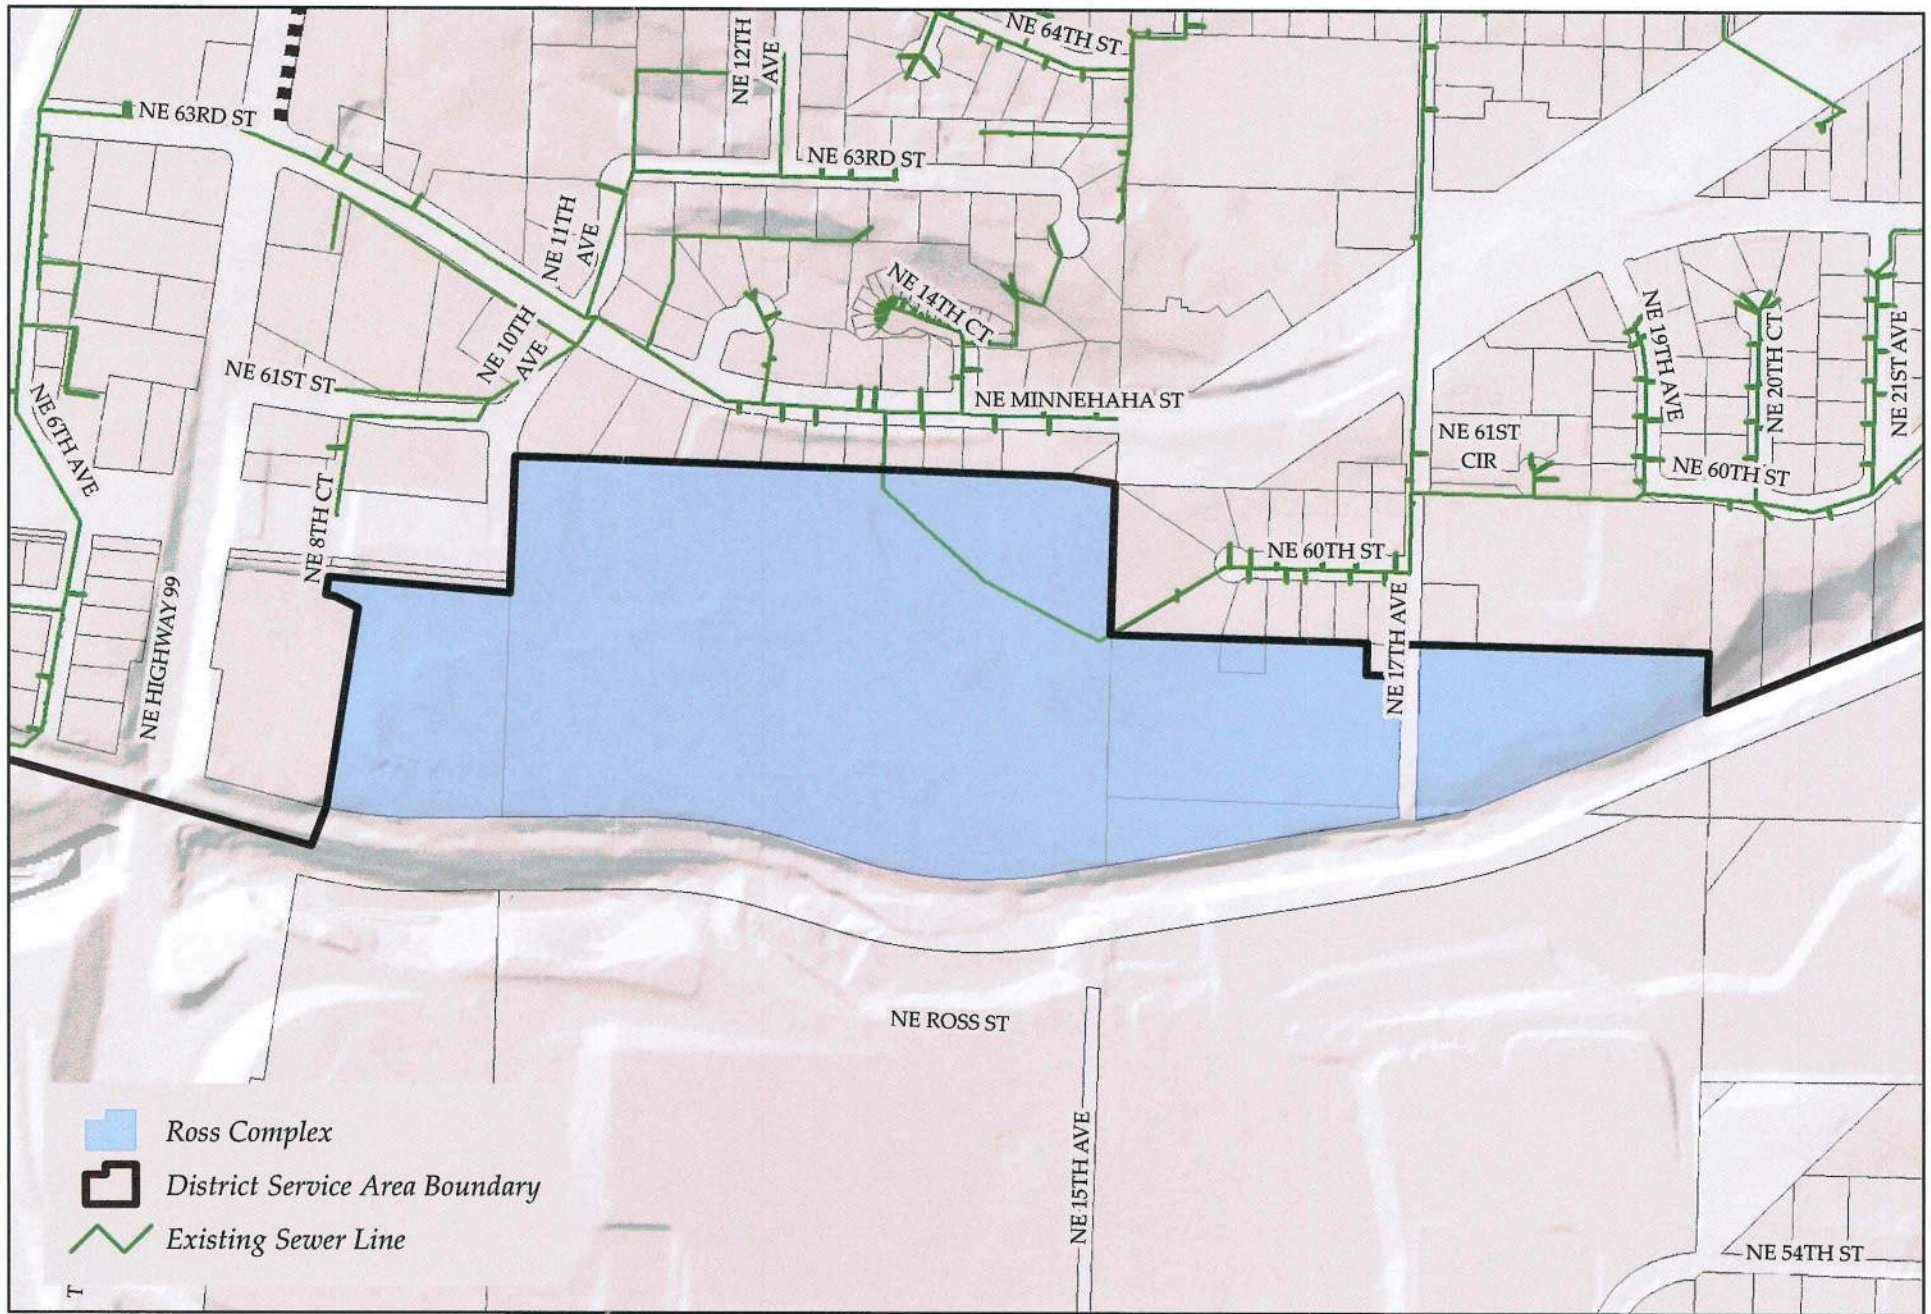 NE 64TH ST
NE 12TH
AVE
NE 63RD ST
NE 63RD ST
NE 11TH
AVE
NE 14TH CT
NE 10TH
AVE
NE 61ST ST
NE MINNEHAHA ST
NE 19TH AVE
NE 20TH CT
NE 21ST AVE
NE 6TH AVE
NE 61ST
CIR
NE 60TH ST
NE 8TH CT
NE 60TH ST
NE HIGHWAY 99
NE 17TH AVE
NE ROSS ST
NE 15TH AVE
NE 54TH ST
Ross Complex
District Service Area Boundary
Existing Sewer Line
T